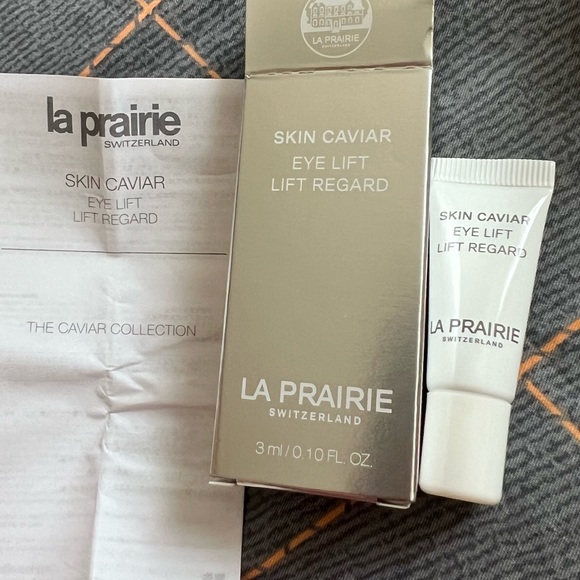 la prairie
SWITZERLAND
SKIN CAVIAR
EYE LIFT
LIFT REGARD
THE CAVIAR COLLECTION
LA PRAIRIE
SWITZERLAND
SKIN CAVIAR
EYE LIFT
LIFT REGARD
LA PRAIRIE
SWITZERLAND
3 ml / 0.10 FL. OZ.
SKIN CAVIAR
EYE LIFT
LIFT REGARD
LA PRAIRIE
SWITZERLAND